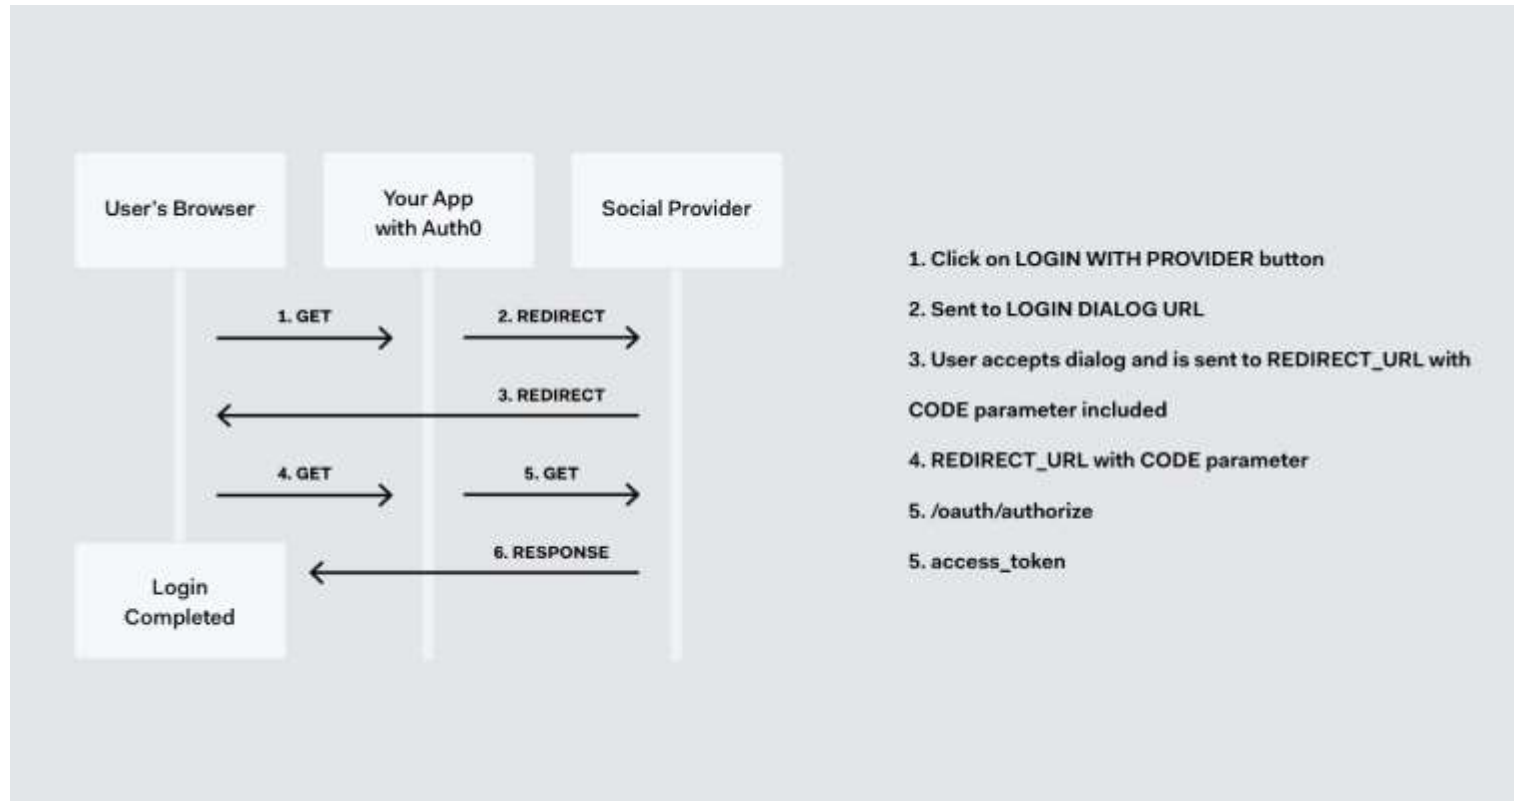 User's Browser
Your App
with Auth0
Social Provider
1. GET
2. REDIRECT
3. REDIRECT
4. GET
5. GET
6. RESPONSE
Login
Completed
1. Click on LOGIN WITH PROVIDER button
2. Sent to LOGIN DIALOG URL
3. User accepts dialog and is sent to REDIRECT_URL with
CODE parameter included
4. REDIRECT_URL with CODE parameter
5. /oauth/authorize
5. access_token